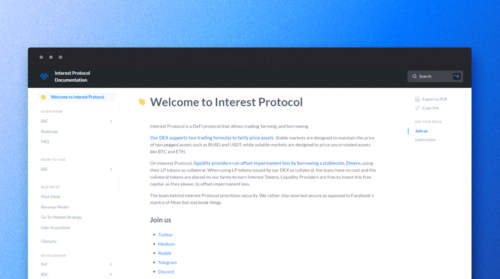 Interest Protocol
Documentation
Search
Welcome to Interest Protocol
OVERVIEW
BSC
Roadmap
FAQ
HOW TO USE
BSC
BUSINESS
Pitch Deck
Revenue Model
Go-To-Market Strategy
User Acquisition
Glossary
DEVELOPERS
SUI
BSC
Welcome to Interest Protocol
Interest Protocol is a DeFi protocol that allows trading, farming, and borrowing.
Our DEX supports two trading formulas to fairly price assets. Stable markets are designed to maintain the price
of two pegged assets such as BUSD and USDT, while volatile markets are designed to price uncorrelated assets
like BTC and ETH.
On Interest Protocol, liquidity providers can offset impermanent loss by borrowing a stablecoin, Dinero, using
their LP tokens as collateral. When using LP tokens issued by our DEX as collateral, the loans have no cost and the
collateral tokens are placed on our farms to earn Interest Tokens. Liquidity Providers are free to invest this free
capital, as they please, to offset impermanent loss.
The team behind Interest Protocol prioritizes security. We rather ship slow but secure as opposed to Facebook's
mantra of Move fast and break things.
Join us
Twitter
Medium
Reddit
Telegram
Discord
Export as PDF
Copy link
ON THIS PAGE
Join us